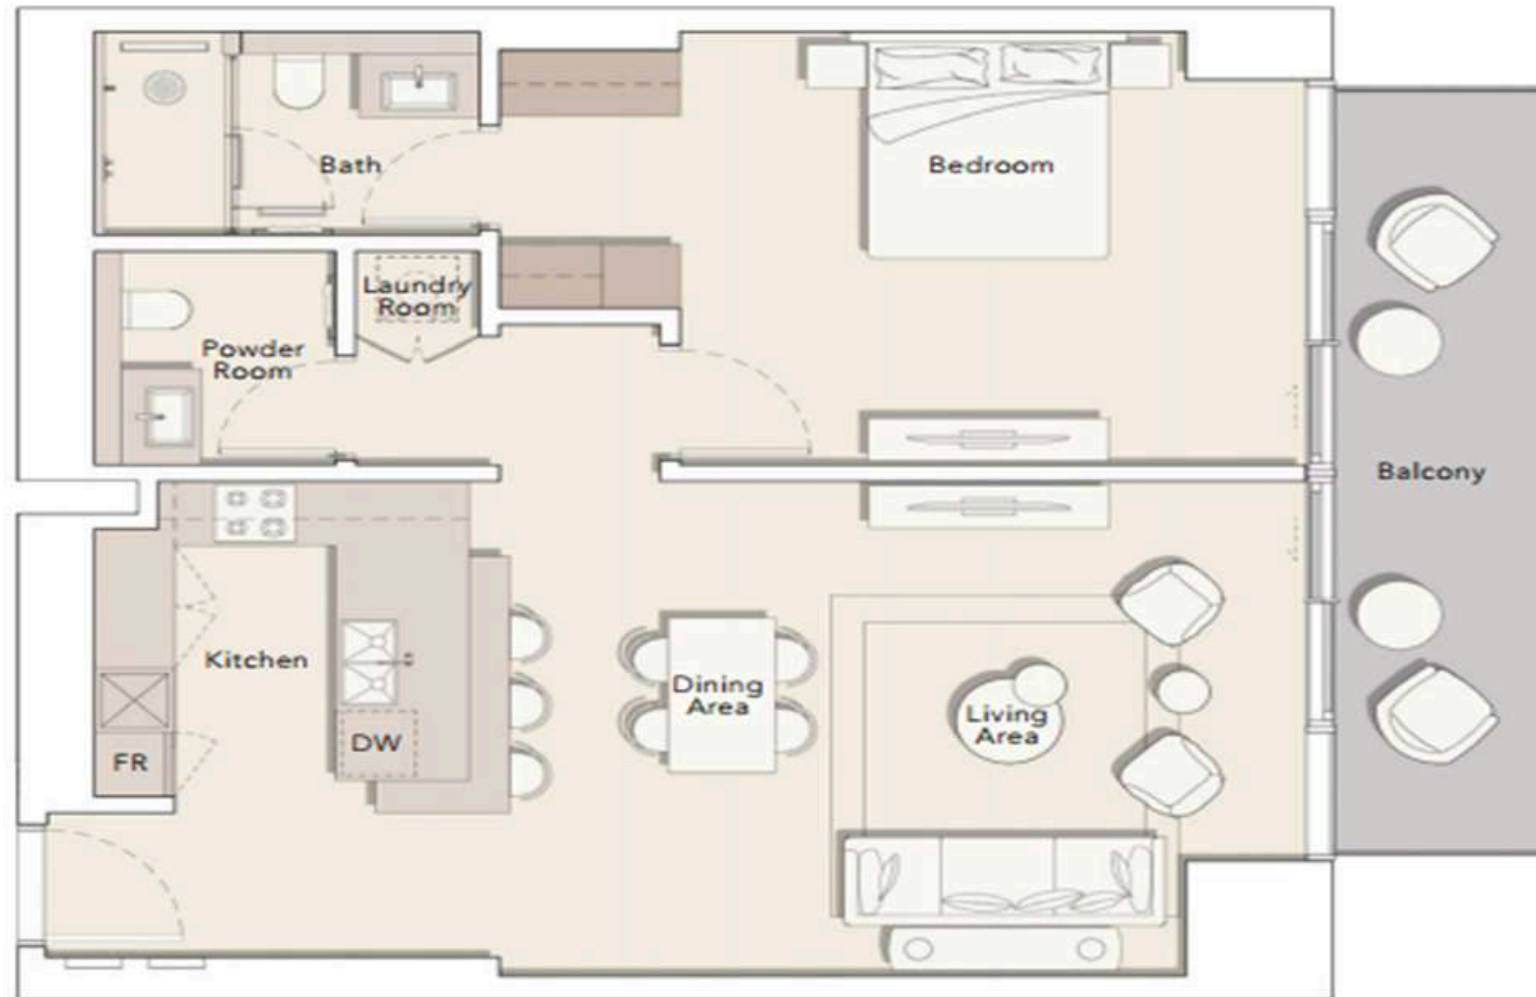 Bath
Bedroom
Laundry
Room
Powder
Room
Balcony
Kitchen
Dining
Area
Living
Area
DW
FR